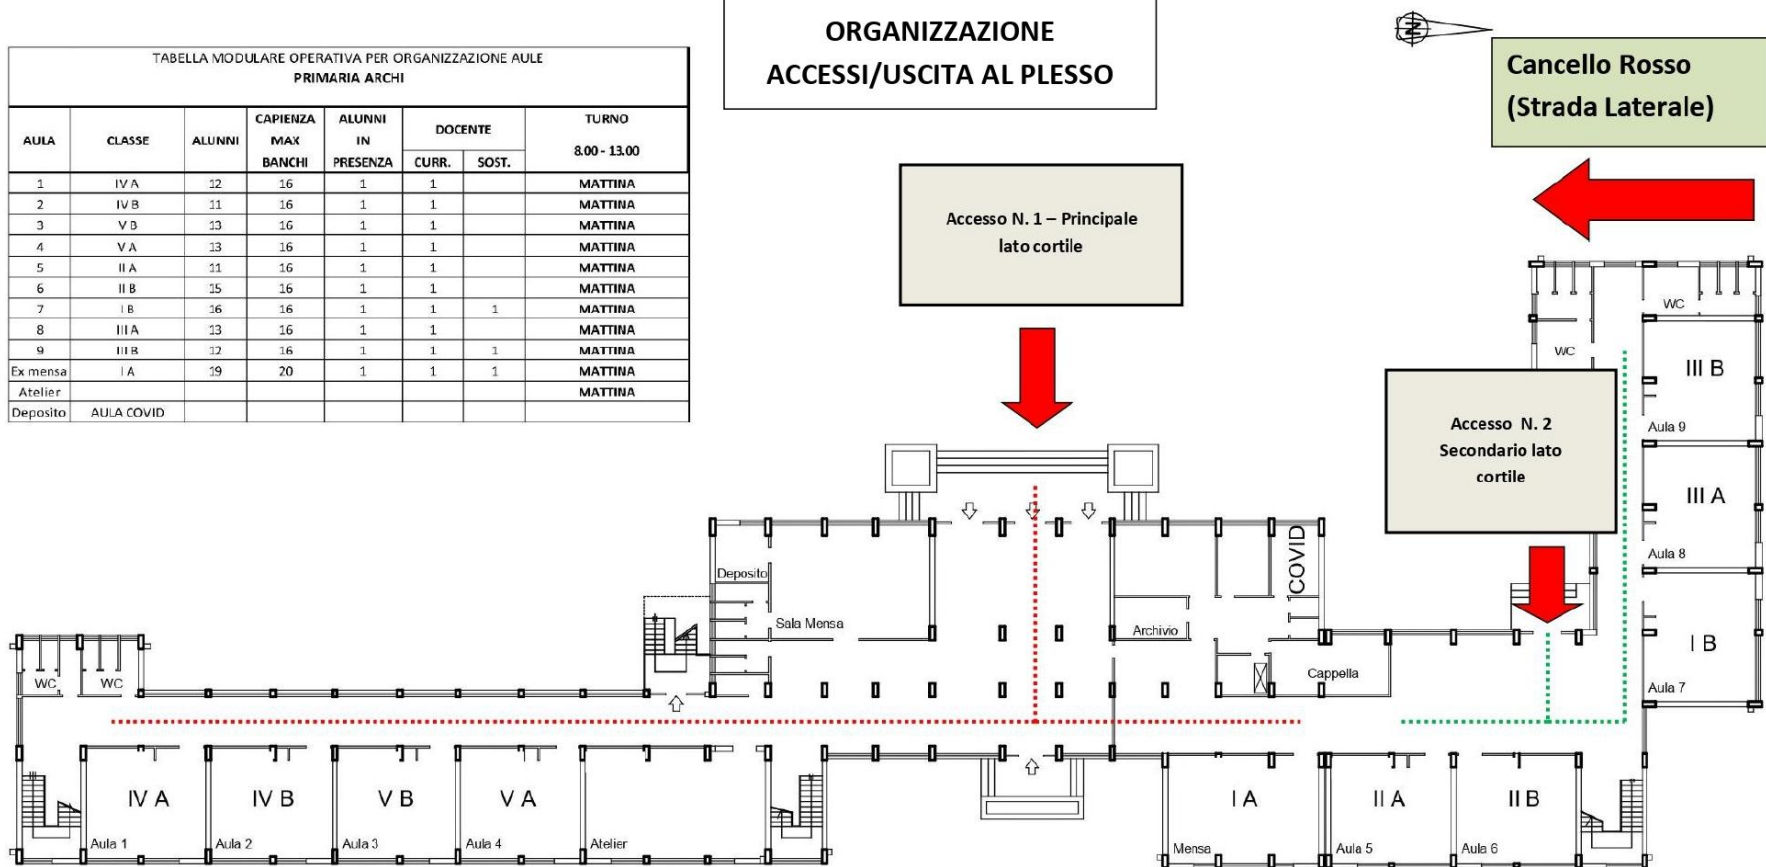 ORGANIZZAZIONE
ACCESSI/USCITA AL PLESSO
N
Cancello Rosso
(Strada Laterale)
TABELLA MODULARE OPERATIVA PER ORGANIZZAZIONE AULE
PRIMARIA ARCHI
AULA CLASSE ALUNNI CAPIENZA MAX BANCHI ALUNNI IN PRESENZA DOCENTE CURR. SOST. TURNO 8.00 - 13.00
1 IV A 12 16 1 1 MATTINA
2 IV B 11 16 1 1 MATTINA
3 V B 13 16 1 1 MATTINA
4 V A 13 16 1 1 MATTINA
5 II A 11 16 1 1 MATTINA
6 II B 15 16 1 1 MATTINA
7 I B 16 16 1 1 1 MATTINA
8 III A 13 16 1 1 MATTINA
9 III B 12 16 1 1 1 MATTINA
Ex mensa I A 19 20 1 1 1 MATTINA
Atelier MATTINA
Deposito AULA COVID
Accesso N. 1 – Principale
lato cortile
Accesso N. 2
Secondario lato
cortile
WC
WC
III B
Aula 9
III A
Aula 8
I B
Aula 7
COVID
Deposito
Sala Mensa
Archivio
Cappella
WC WC
IV A
Aula 1
IV B
Aula 2
V B
Aula 3
V A
Aula 4
Atelier
I A
Mensa
II A
Aula 5
II B
Aula 6